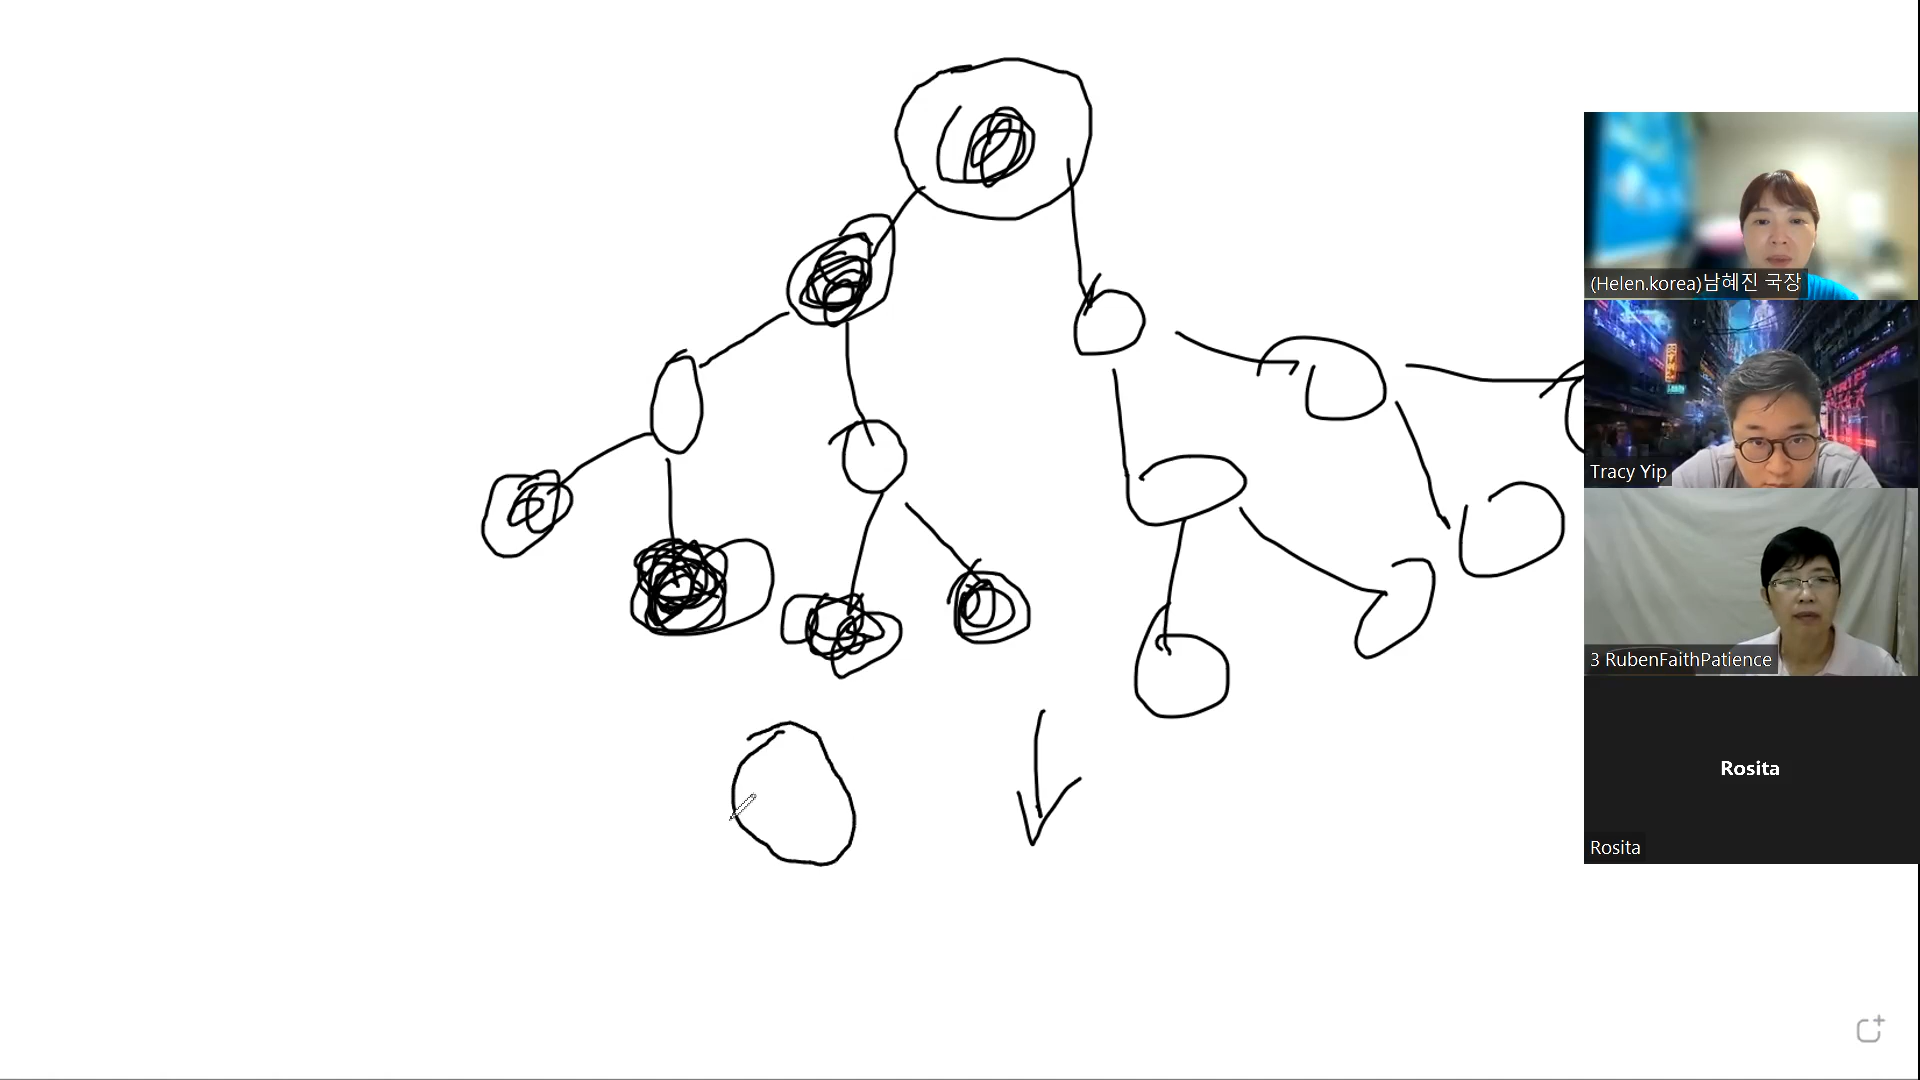 (Helen.korea)남혜진 국장
Tracy Yip
3 RubenFaithPatience
Rosita
Rosita